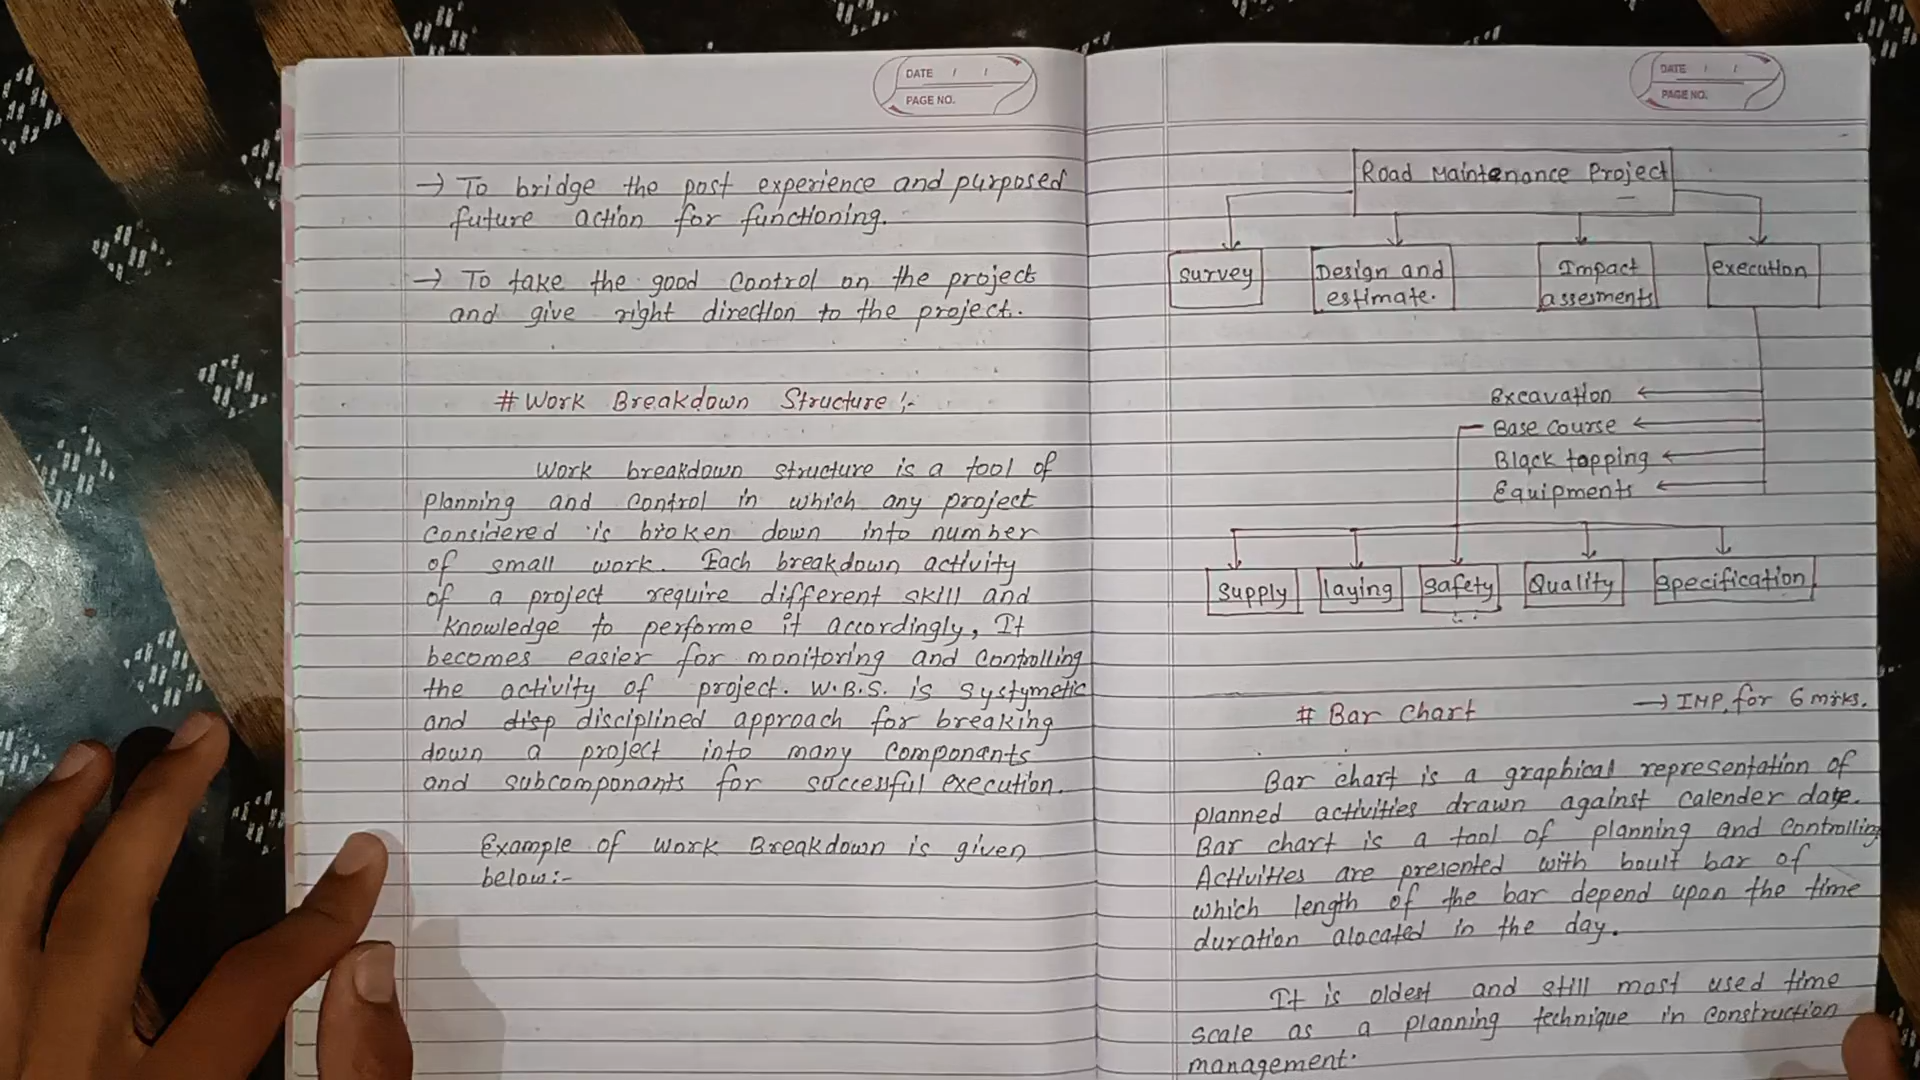 DATE / /
PAGE NO.
→ To bridge the past experience and purposed
future action for functioning.
→ To take the good control on the project
and give right direction to the project.
# Work Breakdown Structure :-
Work breakdown structure is a tool of
planning and control in which any project
considered is broken down into number
of small work. Each breakdown activity
of a project require different skill and
knowledge to performe it accordingly, It
becomes easier for monitoring and controlling
the activity of project. W.B.S. is systymetic
and disp disciplined approach for breaking
down a project into many componants
and subcomponants for successful execution.
Example of Work Breakdown is given
below:-
DATE / /
PAGE NO.
Road Maintenance Project
survey
Design and
estimate.
Impact
assesments
execution
Excavation ←
Base course ←
Black topping ←
Equipments ←
supply
laying
safety
Quality
specification
# Bar Chart → IMP. for 6 mrks.
Bar chart is a graphical representation of
planned activities drawn against calender date.
Bar chart is a tool of planning and controlling
Activities are presented with boult bar of
which length of the bar depend upon the time
duration alocated in the day.
It is oldest and still most used time
scale as a planning technique in construction
management.